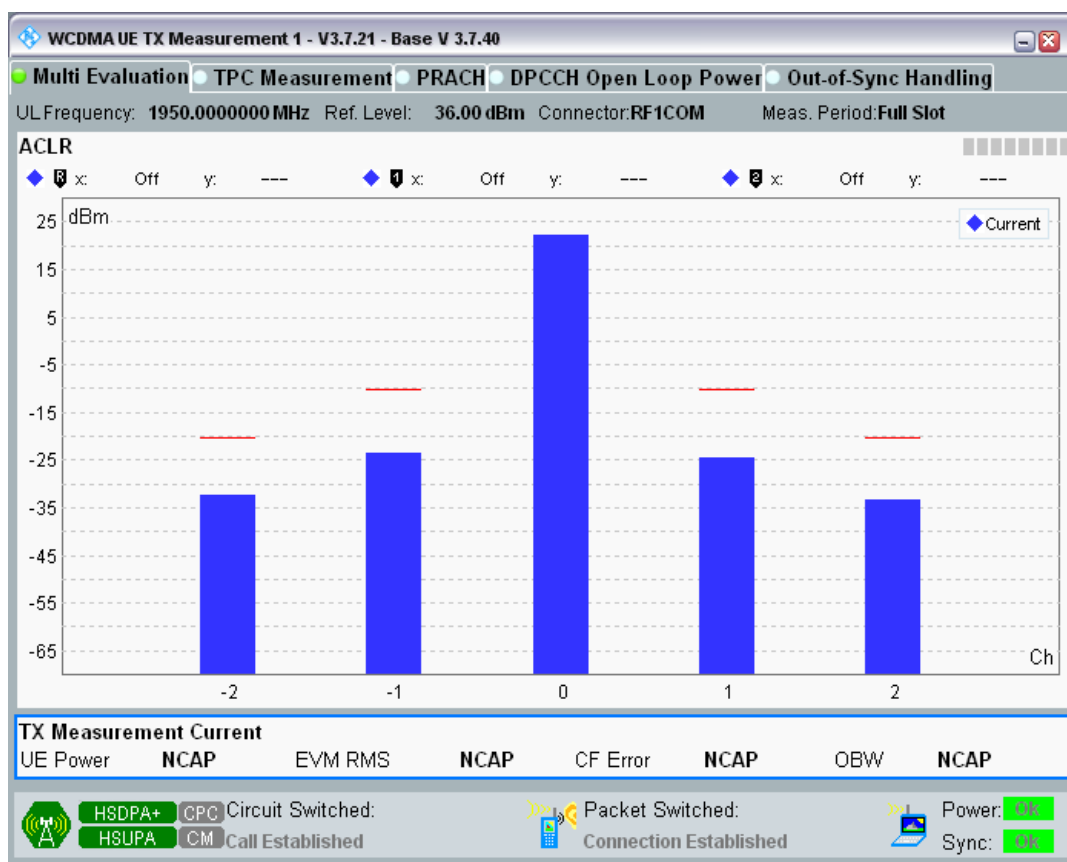 WCDMA UE TX Measurement 1 - V3.7.21 - Base V 3.7.40
Multi Evaluation TPC Measurement PRACH DPCCH Open Loop Power Out-of-Sync Handling
UL Frequency: 1950.0000000 MHz Ref. Level: 36.00 dBm Connector:RF1COM Meas. Period:Full Slot
ACLR
R x: Off y: --- 1 x: Off y: --- 2 x: Off y: ---
dBm
Current
25
15
5
-5
-15
-25
-35
-45
-55
-65
Ch
-2 -1 0 1 2
TX Measurement Current
UE Power NCAP EVM RMS NCAP CF Error NCAP OBW NCAP
HSDPA+ CPC Circuit Switched: Packet Switched: Power: OK
HSUPA CM Call Established Connection Established Sync: OK